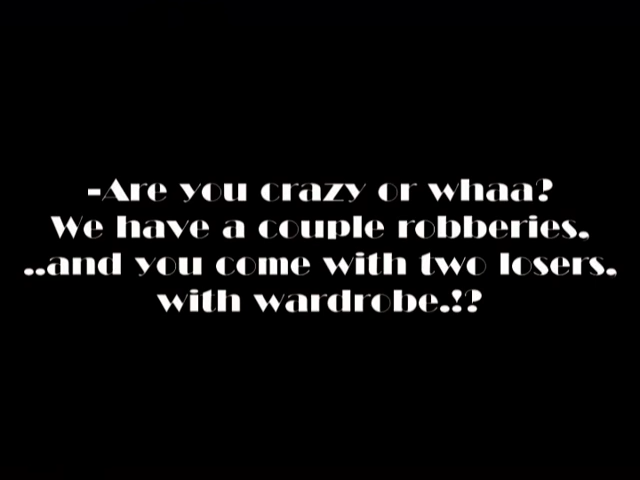 -Are you crazy or whaa?
We have a couple robberies,
..and you come with two losers,
with wardrobe.!?